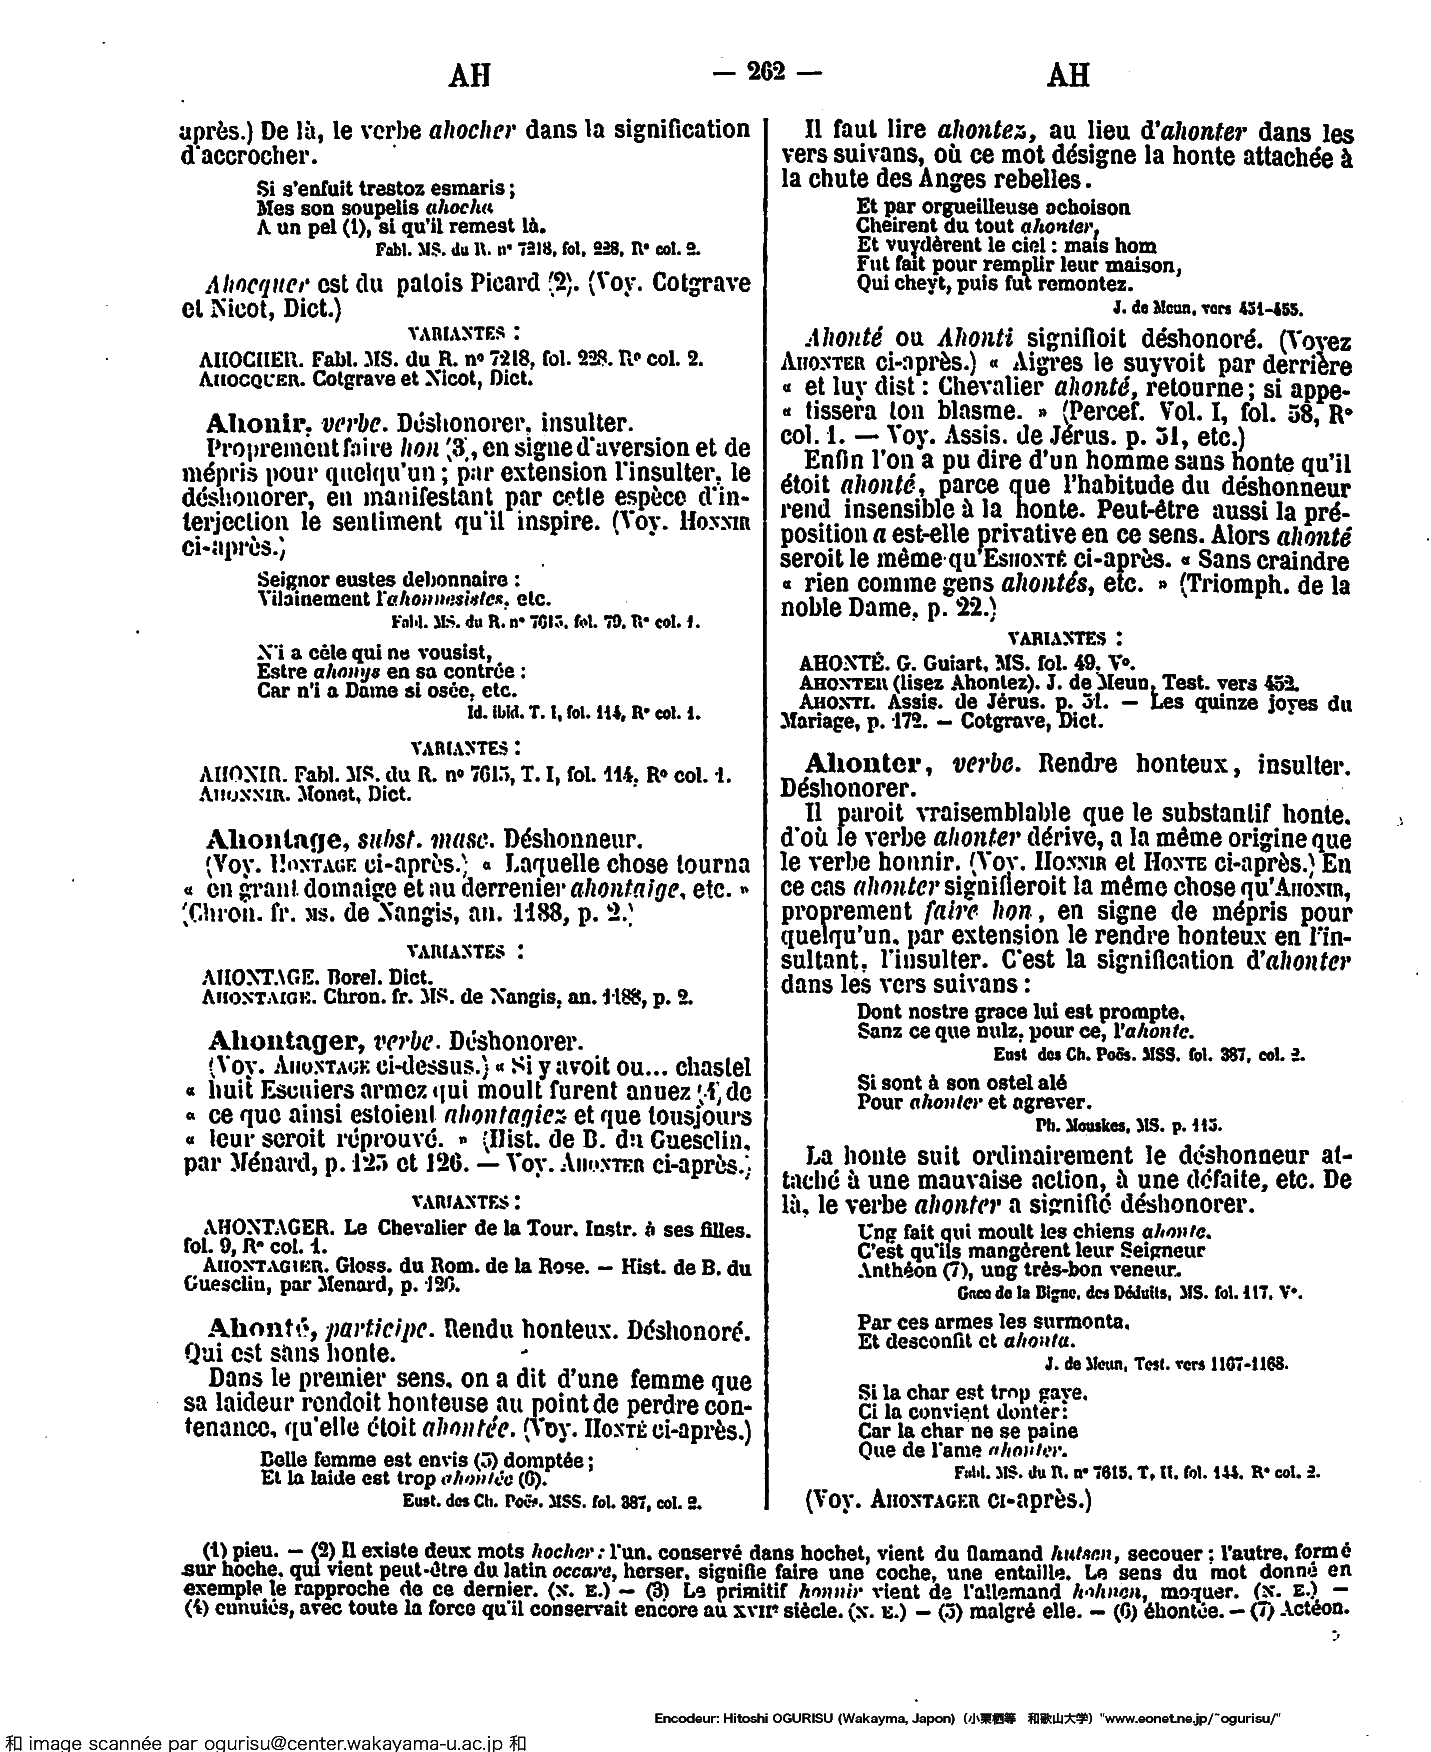 AH — 262 — AH
après.) De là, le verbe ahocher dans la signification
d'accrocher.
Si s'enfuit trestoz esmaris ;
Mes son soupelis ahocha
A un pel (1), si qu'il remest là.
Fabl. MS. du R. nº 7218, fol, 228, Rº col. 2.
Ahocquer est du patois Picard (2). (Voy. Cotgrave
et Nicot, Dict.)
VARIANTES :
AHOCHER. Fabl. MS. du R. nº 7218, fol. 228. Rº col. 2.
AHOCQUER. Cotgrave et Nicot, Dict.
Ahonir, verbe. Déshonorer, insulter.
Proprement faire hon (3), en signe d'aversion et de
mépris pour quelqu'un ; par extension l'insulter, le
déshonorer, en manifestant par cette espèce d'in-
terjection le sentiment qu'il inspire. (Voy. HONNIR
ci-après.)
Seignor eustes debonnaire :
Vilainement l'ahonnesistes, etc.
Fabl. MS. du R. nº 7615, fol. 79, Rº col. 1.
N'i a cèle qui ne vousist,
Estre ahonys en sa contrée :
Car n'i a Dame si osée, etc.
Id. ibid. T. I, fol. 114, Rº col. 1.
VARIANTES :
AHONIR. Fabl. MS. du R. nº 7615, T. I, fol. 114, Rº col. 1.
AHONNIR. Monet, Dict.
Ahontage, subst. masc. Déshonneur.
(Voy. HONTAGE ci-après.) « Laquelle chose tourna
« en grant domaige et au derrenier ahontaige, etc. »
(Chron. fr. MS. de Nangis, an. 1188, p. 2.)
VARIANTES :
AHONTAGE. Borel. Dict.
AHONTAIGE. Chron. fr. MS. de Nangis, an. 1188, p. 2.
Ahontager, verbe. Déshonorer.
(Voy. AHONTAGE ci-dessus.) « Si y avoit ou... chastel
« huit Escuiers armez qui moult furent anuez (4), de
« ce que ainsi estoient ahontagiez et que tousjours
« leur seroit réprouvé. » (Hist. de B. du Guesclin,
par Ménard, p. 125 et 126. — Voy. AHONTER ci-après.)
VARIANTES :
AHONTAGER. Le Chevalier de la Tour. Instr. à ses filles.
fol. 9, Rº col. 1.
AHONTAGIER. Gloss. du Rom. de la Rose. — Hist. de B. du
Guesclin, par Menard, p. 126.
Ahonté, participe. Rendu honteux. Déshonoré.
Qui est sans honte.
Dans le premier sens, on a dit d'une femme que
sa laideur rendoit honteuse au point de perdre con-
tenance, qu'elle étoit ahontée. (Voy. HONTÉ ci-après.)
Belle femme est envis (5) domptée ;
Et la laide est trop ahontée (6).
Eust. des Ch. Poës. MSS. fol. 387, col. 2.
Il faut lire ahontez, au lieu d'ahonter dans les
vers suivans, où ce mot désigne la honte attachée à
la chute des Anges rebelles.
Et par orgueilleuse ochoison
Cheirent du tout ahonter,
Et vuydèrent le ciel : mais hom
Fut fait pour remplir leur maison,
Qui cheyt, puis fut remontez.
J. de Meun, vers 451-455.
Ahonté ou Ahonti signifioit déshonoré. (Voyez
AHONTER ci-après.) « Aigres le suyvoit par derrière
« et luy dist : Chevalier ahonté, retourne ; si appe-
« tissera ton blasme. » (Percef. Vol. I, fol. 58, Rº
col. 1. — Voy. Assis. de Jérus. p. 51, etc.)
Enfin l'on a pu dire d'un homme sans honte qu'il
étoit ahonté, parce que l'habitude du déshonneur
rend insensible à la honte. Peut-être aussi la pré-
position a est-elle privative en ce sens. Alors ahonté
seroit le même qu'ESHONTÉ ci-après. « Sans craindre
« rien comme gens ahontés, etc. » (Triomph. de la
noble Dame, p. 22.)
VARIANTES :
AHONTÉ. G. Guiart, MS. fol. 49, Vº.
AHONTER (lisez Ahontez). J. de Meun, Test. vers 452.
AHONTI. Assis. de Jérus. p. 51. — Les quinze joyes du
Mariage, p. 172. — Cotgrave, Dict.
Ahonter, verbe. Rendre honteux, insulter.
Déshonorer.
Il paroit vraisemblable que le substantif honte,
d'où le verbe ahonter dérive, a la même origine que
le verbe honnir. (Voy. HONNIR et HONTE ci-après.) En
ce cas ahonter signifieroit la même chose qu'AHONIR,
proprement faire hon, en signe de mépris pour
quelqu'un, par extension le rendre honteux en l'in-
sultant, l'insulter. C'est la signification d'ahonter
dans les vers suivans :
Dont nostre grace lui est prompte,
Sanz ce que nulz, pour ce, l'ahonte.
Eust des Ch. Poës. MSS. fol. 387, col. 2.
Si sont à son ostel alé
Pour ahonter et agrever.
Ph. Mouskes, MS. p. 115.
La honte suit ordinairement le déshonneur at-
taché à une mauvaise action, à une défaite, etc. De
là, le verbe ahonter a signifié déshonorer.
Ung fait qui moult les chiens ahonte.
C'est qu'ils mangèrent leur Seigneur
Anthéon (7), ung très-bon veneur.
Gace de la Bigne, des Déduits, MS. fol. 117, Vº.
Par ces armes les surmonta,
Et desconfit et ahonta.
J. de Meun, Test. vers 1167-1168.
Si la char est trop gaye,
Ci la convient donter:
Car la char ne se paine
Que de l'ame ahonter.
Fabl. MS. du R. nº 7615, T, II, fol. 144, Rº col. 2.
(Voy. AHONTAGER CI-après.)
(1) pieu. — (2) Il existe deux mots hocher : l'un, conservé dans hochet, vient du flamand hutsen, secouer ; l'autre, formé
sur hoche, qui vient peut-être du latin occare, herser, signifie faire une coche, une entaille. Le sens du mot donné en
exemple le rapproche de ce dernier. (N. E.) — (3) Le primitif honnir vient de l'allemand hohnen, moquer. (N. E.) —
(4) ennuiés, avec toute la force qu'il conservait encore au XVIIe siècle. (N. E.) — (5) malgré elle. — (6) éhontée. — (7) Actéon.
Encodeur: Hitoshi OGURISU (Wakayma, Japon) (小栗栖等 和歌山大学) "www.eonet.ne.jp/~ogurisu/"
和 image scannée par ogurisu@center.wakayama-u.ac.jp 和